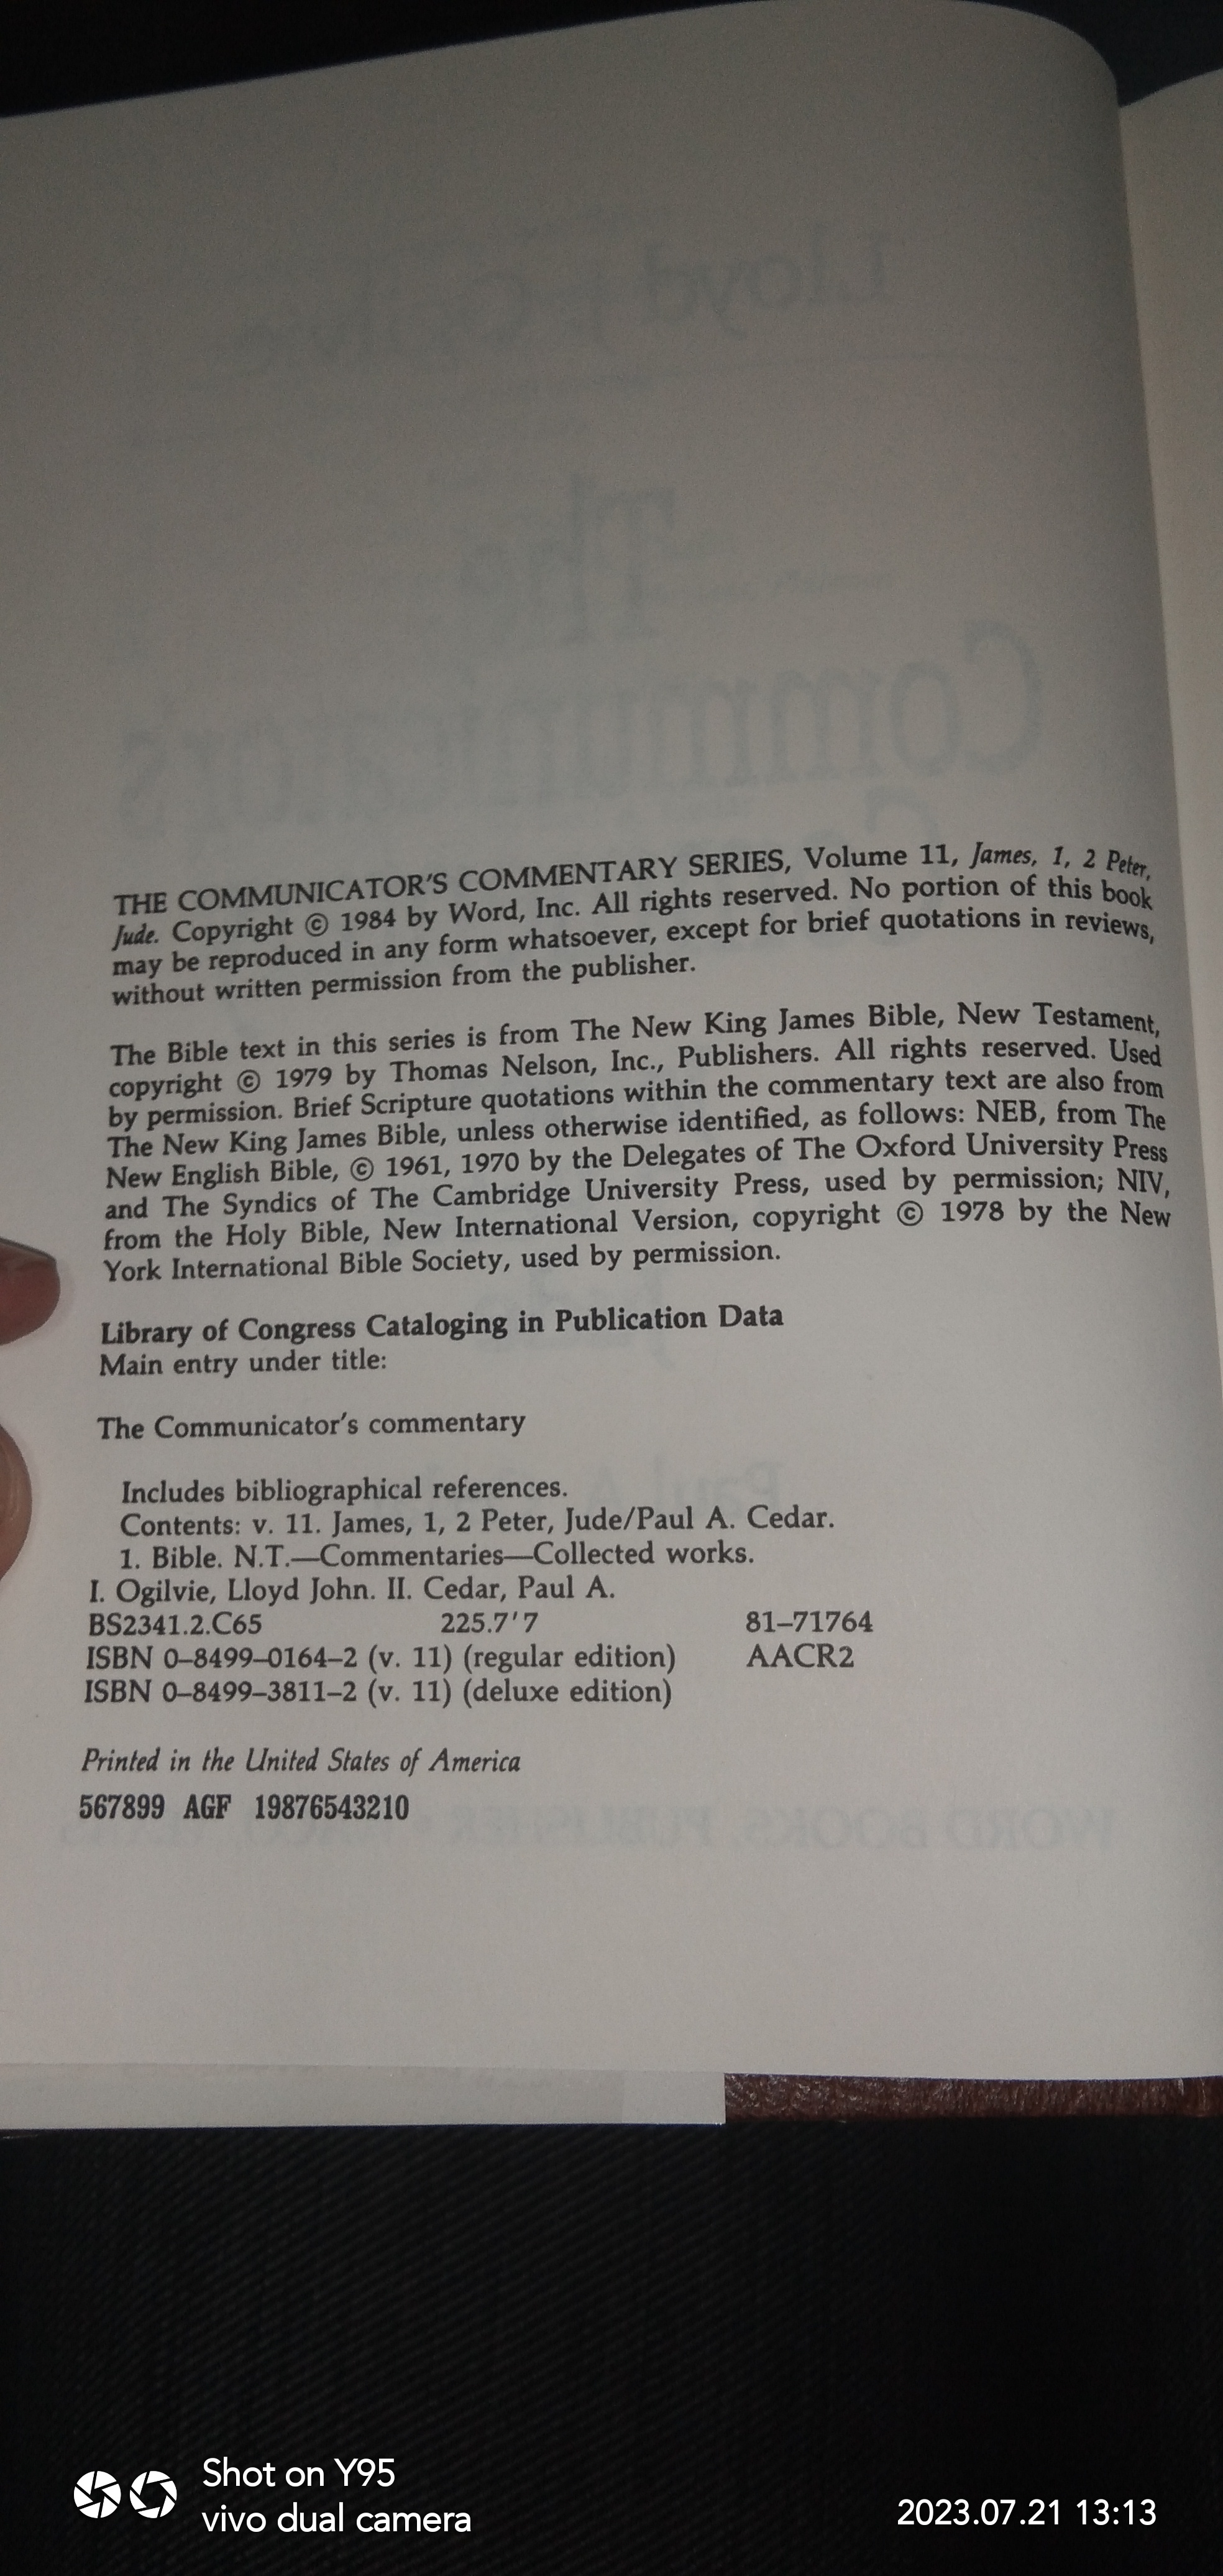 THE COMMUNICATOR'S COMMENTARY SERIES, Volume 11, James, 1, 2 Peter,
Jude. Copyright © 1984 by Word, Inc. All rights reserved. No portion of this book
may be reproduced in any form whatsoever, except for brief quotations in reviews,
without written permission from the publisher.
The Bible text in this series is from The New King James Bible, New Testament,
copyright © 1979 by Thomas Nelson, Inc., Publishers. All rights reserved. Used
by permission. Brief Scripture quotations within the commentary text are also from
The New King James Bible, unless otherwise identified, as follows: NEB, from The
New English Bible, © 1961, 1970 by the Delegates of The Oxford University Press
and The Syndics of The Cambridge University Press, used by permission; NIV,
from the Holy Bible, New International Version, copyright © 1978 by the New
York International Bible Society, used by permission.
Library of Congress Cataloging in Publication Data
Main entry under title:
The Communicator's commentary
Includes bibliographical references.
Contents: v. 11. James, 1, 2 Peter, Jude/Paul A. Cedar.
1. Bible. N.T.—Commentaries—Collected works.
I. Ogilvie, Lloyd John. II. Cedar, Paul A.
BS2341.2.C65 225.7'7 81–71764
ISBN 0–8499–0164–2 (v. 11) (regular edition) AACR2
ISBN 0–8499–3811–2 (v. 11) (deluxe edition)
Printed in the United States of America
567899 AGF 19876543210
Shot on Y95
vivo dual camera
2023.07.21 13:13